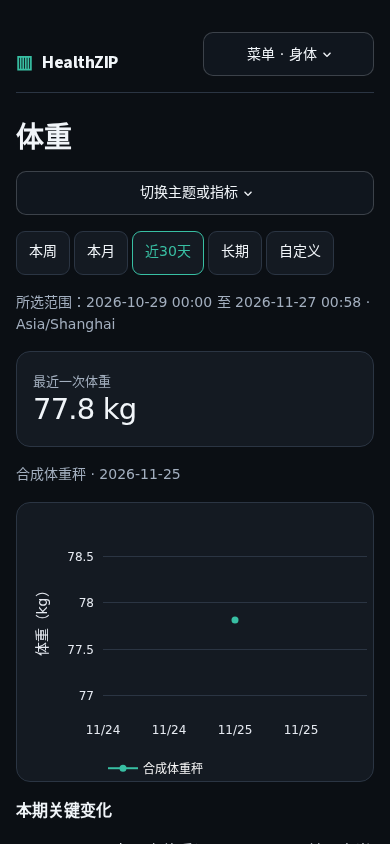 HealthZIP
菜单 · 身体
体重
切换主题或指标
本周 本月 近30天 长期 自定义
所选范围：2026-10-29 00:00 至 2026-11-27 00:58 ·
Asia/Shanghai
最近一次体重
77.8 kg
合成体重秤 · 2026-11-25
体重（kg）
78.5
78
77.5
77
11/24 11/24 11/25 11/25
合成体重秤
本期关键变化